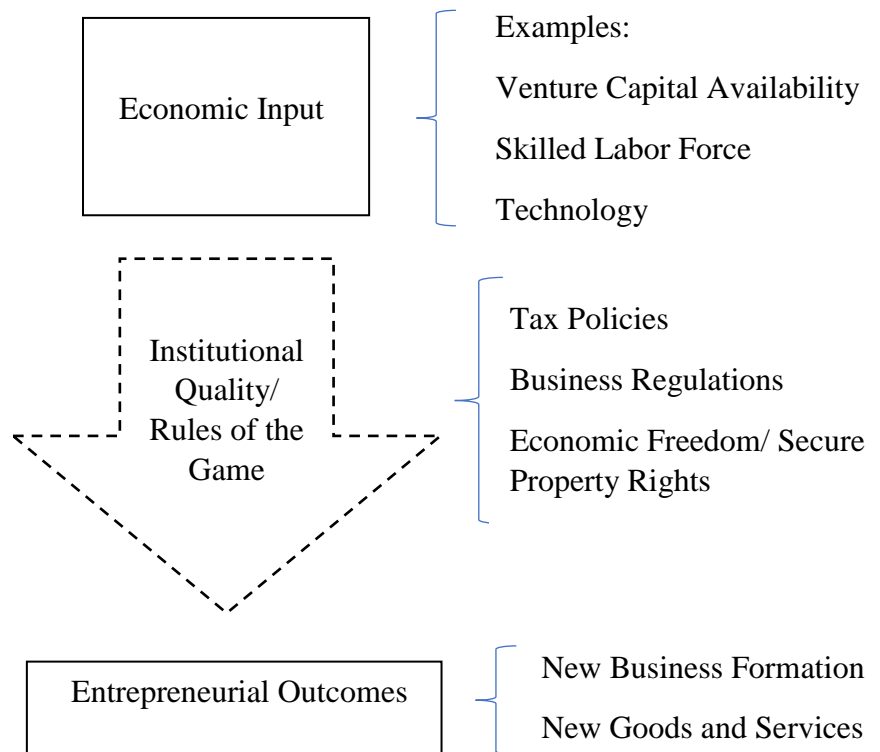 Economic Input
Examples:
Venture Capital Availability
Skilled Labor Force
Technology
Institutional
Quality/
Rules of the
Game
Tax Policies
Business Regulations
Economic Freedom/ Secure
Property Rights
Entrepreneurial Outcomes
New Business Formation
New Goods and Services